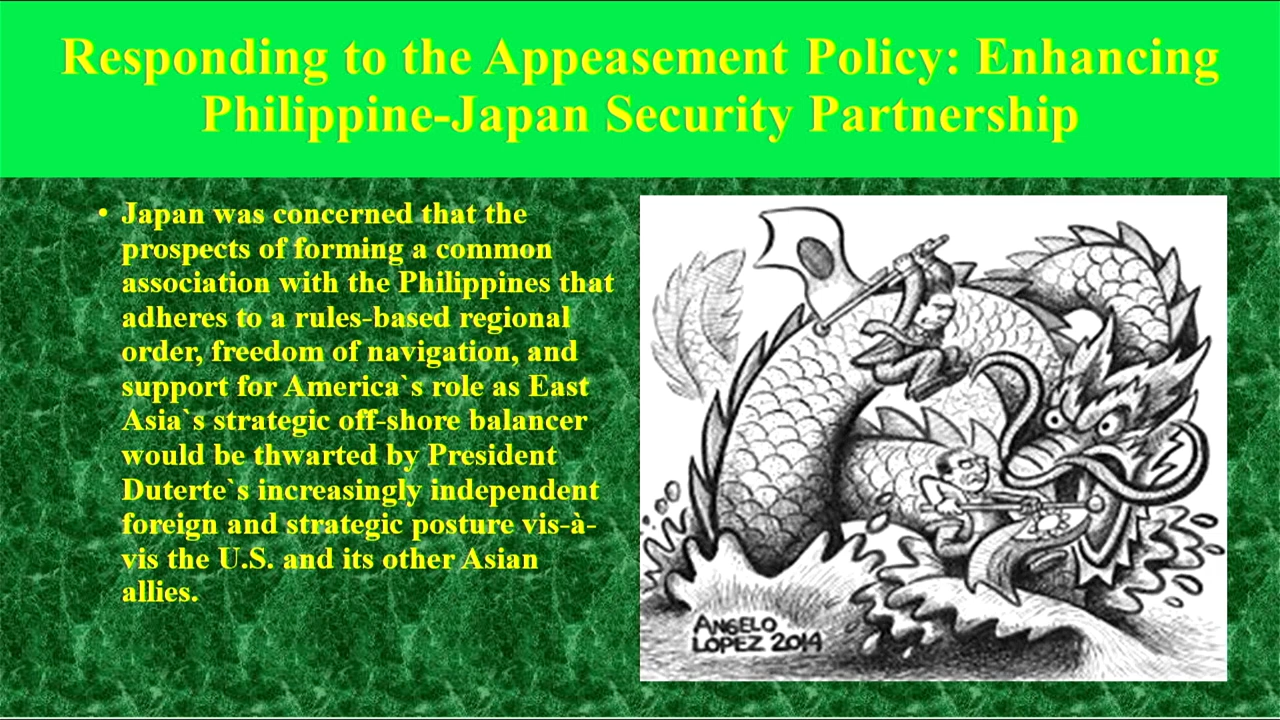 Responding to the Appeasement Policy: Enhancing
Philippine-Japan Security Partnership
• Japan was concerned that the
prospects of forming a common
association with the Philippines that
adheres to a rules-based regional
order, freedom of navigation, and
support for America`s role as East
Asia`s strategic off-shore balancer
would be thwarted by President
Duterte`s increasingly independent
foreign and strategic posture vis-à-
vis the U.S. and its other Asian
allies.
ANGELO
LOPEZ 2014